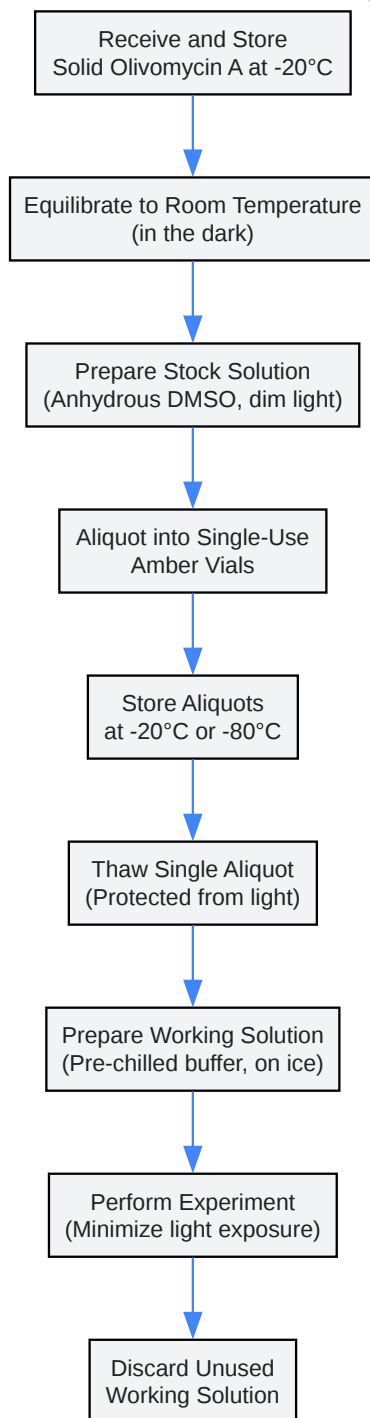 Receive and Store
Solid Olivomycin A at -20°C
Equilibrate to Room Temperature
(in the dark)
Prepare Stock Solution
(Anhydrous DMSO, dim light)
Aliquot into Single-Use
Amber Vials
Store Aliquots
at -20°C or -80°C
Thaw Single Aliquot
(Protected from light)
Prepare Working Solution
(Pre-chilled buffer, on ice)
Perform Experiment
(Minimize light exposure)
Discard Unused
Working Solution